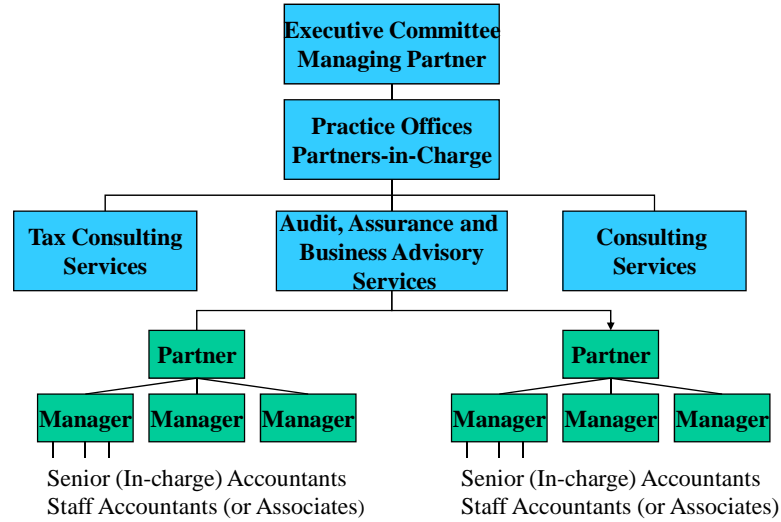 Executive Committee
Managing Partner
Practice Offices
Partners-in-Charge
Tax Consulting
Services
Audit, Assurance and
Business Advisory
Services
Consulting
Services
Partner
Partner
Manager
Manager
Manager
Manager
Manager
Manager
Senior (In-charge) Accountants
Staff Accountants (or Associates)
Senior (In-charge) Accountants
Staff Accountants (or Associates)